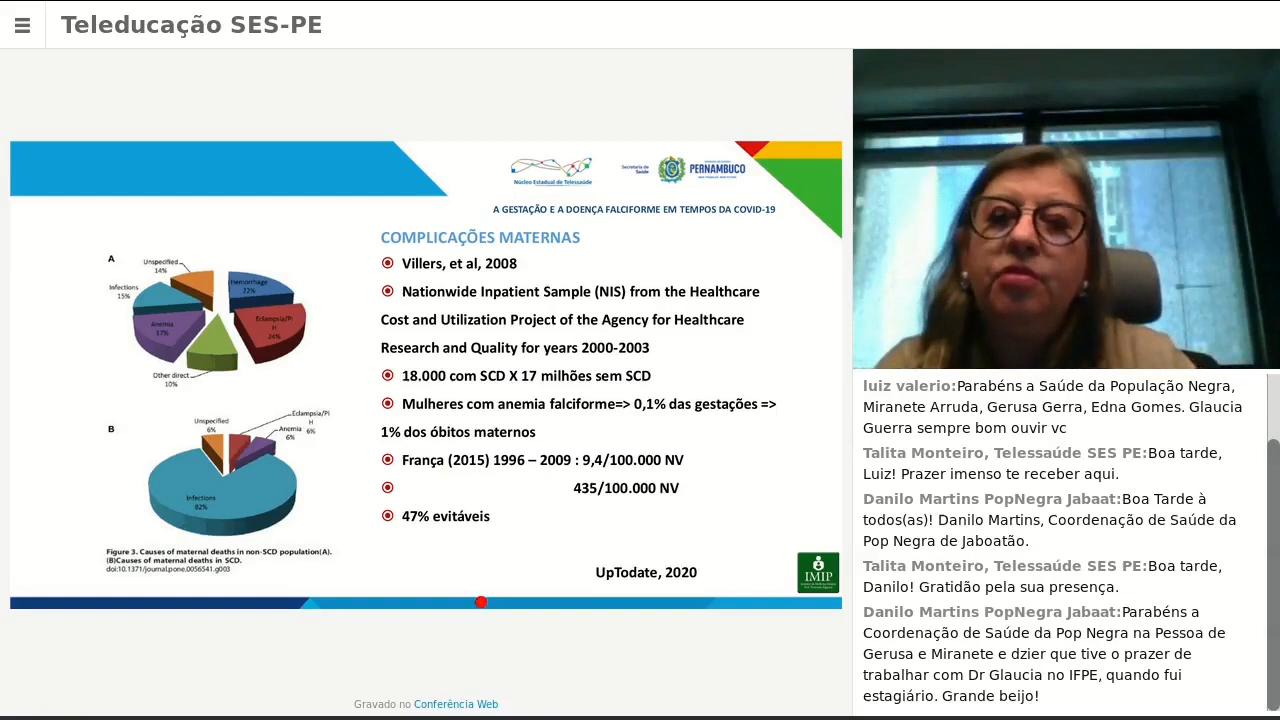 Teleducação SES-PE
Núcleo Estadual de Telessaúde
Secretaria de
Saúde
PERNAMBUCO
A GESTAÇÃO E A DOENÇA FALCIFORME EM TEMPOS DA COVID-19
COMPLICAÇÕES MATERNAS
Villers, et al, 2008
Nationwide Inpatient Sample (NIS) from the Healthcare
Cost and Utilization Project of the Agency for Healthcare
Research and Quality for years 2000-2003
18.000 com SCD X 17 milhões sem SCD
Mulheres com anemia falciforme=> 0,1% das gestações =>
1% dos óbitos maternos
França (2015) 1996 – 2009 : 9,4/100.000 NV
435/100.000 NV
47% evitáveis
UpTodate, 2020
IMIP
A
Unspecified
14%
Hemorrhage
22%
Infections
15%
Eclampsia/PI
H
24%
Anemia
17%
Other direct
10%
B
Unspecified
6%
Eclampsia/PI
H
6%
Anemia
6%
Infections
82%
Figure 3. Causes of maternal deaths in non-SCD population(A).
(B)Causes of maternal deaths in SCD.
doi:10.1371/journal.pone.0056541.g003
Gravado no Conferência Web
luiz valerio:Parabéns a Saúde da População Negra,
Miranete Arruda, Gerusa Gerra, Edna Gomes. Glaucia
Guerra sempre bom ouvir vc
Talita Monteiro, Telessaúde SES PE:Boa tarde,
Luiz! Prazer imenso te receber aqui.
Danilo Martins PopNegra Jabaat:Boa Tarde à
todos(as)! Danilo Martins, Coordenação de Saúde da
Pop Negra de Jaboatão.
Talita Monteiro, Telessaúde SES PE:Boa tarde,
Danilo! Gratidão pela sua presença.
Danilo Martins PopNegra Jabaat:Parabéns a
Coordenação de Saúde da Pop Negra na Pessoa de
Gerusa e Miranete e dzier que tive o prazer de
trabalhar com Dr Glaucia no IFPE, quando fui
estagiário. Grande beijo!